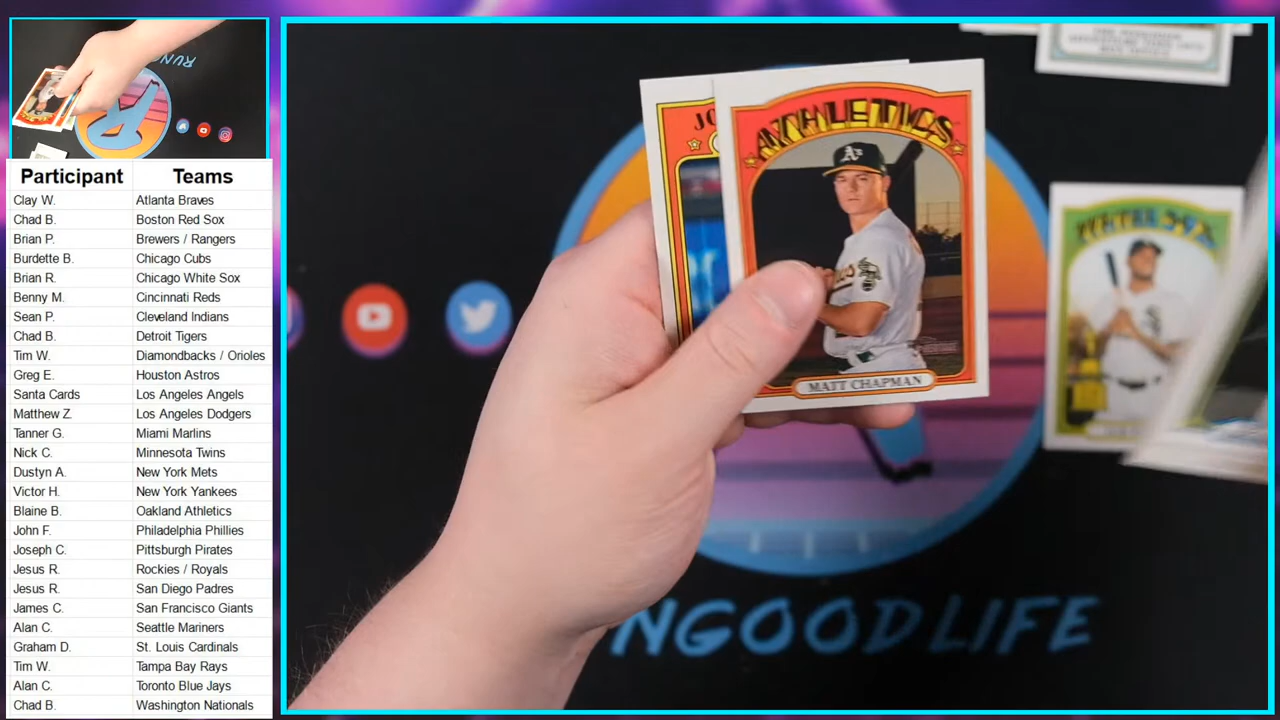 RUN
Participant Teams
Clay W. Atlanta Braves
Chad B. Boston Red Sox
Brian P. Brewers / Rangers
Burdette B. Chicago Cubs
Brian R. Chicago White Sox
Benny M. Cincinnati Reds
Sean P. Cleveland Indians
Chad B. Detroit Tigers
Tim W. Diamondbacks / Orioles
Greg E. Houston Astros
Santa Cards Los Angeles Angels
Matthew Z. Los Angeles Dodgers
Tanner G. Miami Marlins
Nick C. Minnesota Twins
Dustyn A. New York Mets
Victor H. New York Yankees
Blaine B. Oakland Athletics
John F. Philadelphia Phillies
Joseph C. Pittsburgh Pirates
Jesus R. Rockies / Royals
Jesus R. San Diego Padres
James C. San Francisco Giants
Alan C. Seattle Mariners
Graham D. St. Louis Cardinals
Tim W. Tampa Bay Rays
Alan C. Toronto Blue Jays
Chad B. Washington Nationals
JO
ATHLETICS
A's
MATT CHAPMAN
WHITE SOX
NGOODLIFE